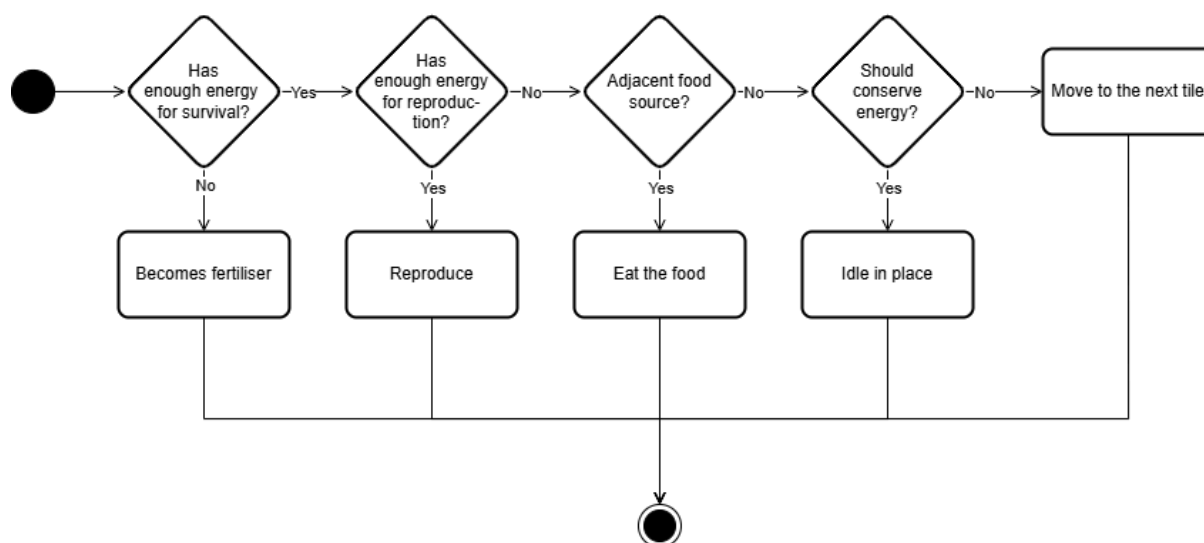 Has
enough energy
for survival?
Yes
Has
enough energy
for reproduc-
tion?
No
Adjacent food
source?
No
Should
conserve
energy?
No
Move to the next tile
No
Yes
Yes
Yes
Becomes fertiliser
Reproduce
Eat the food
Idle in place